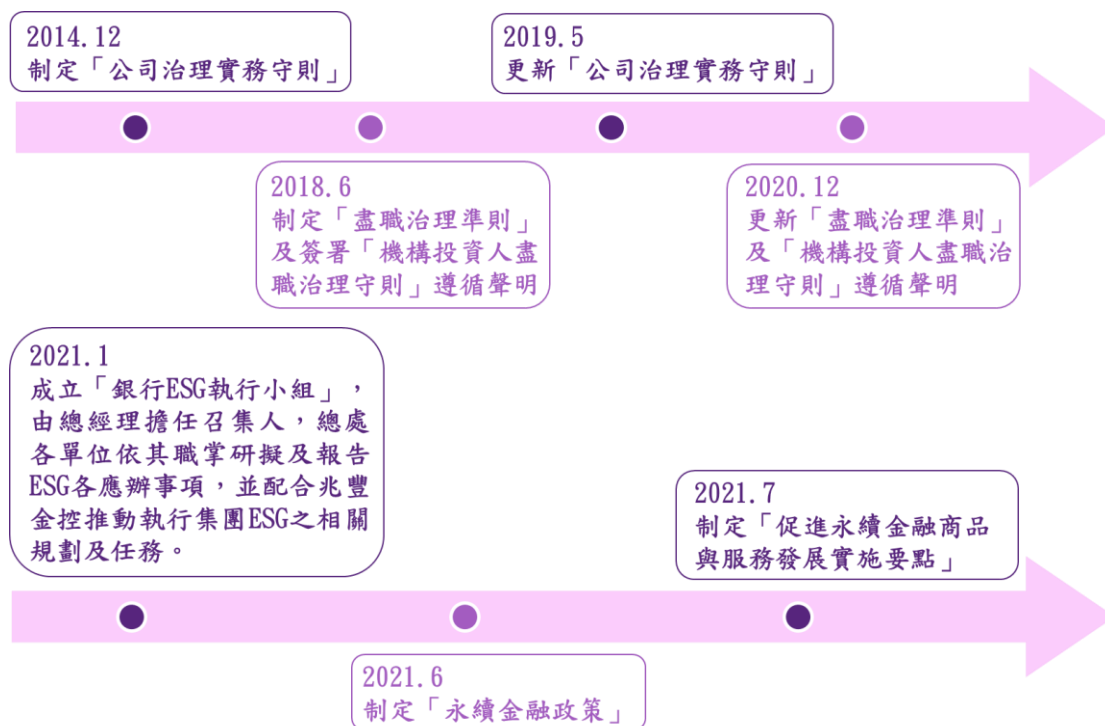 2014.12
制定「公司治理實務守則」
2019.5
更新「公司治理實務守則」
2018.6
制定「盡職治理準則」
及簽署「機構投資人盡
職治理守則」遵循聲明
2020.12
更新「盡職治理準則」
及「機構投資人盡職治
理守則」遵循聲明
2021.1
成立「銀行ESG執行小組」，
由總經理擔任召集人，總處
各單位依其職掌研擬及報告
ESG各應辦事項，並配合兆豐
金控推動執行集團ESG之相關
規劃及任務。
2021.7
制定「促進永續金融商品
與服務發展實施要點」
2021.6
制定「永續金融政策」